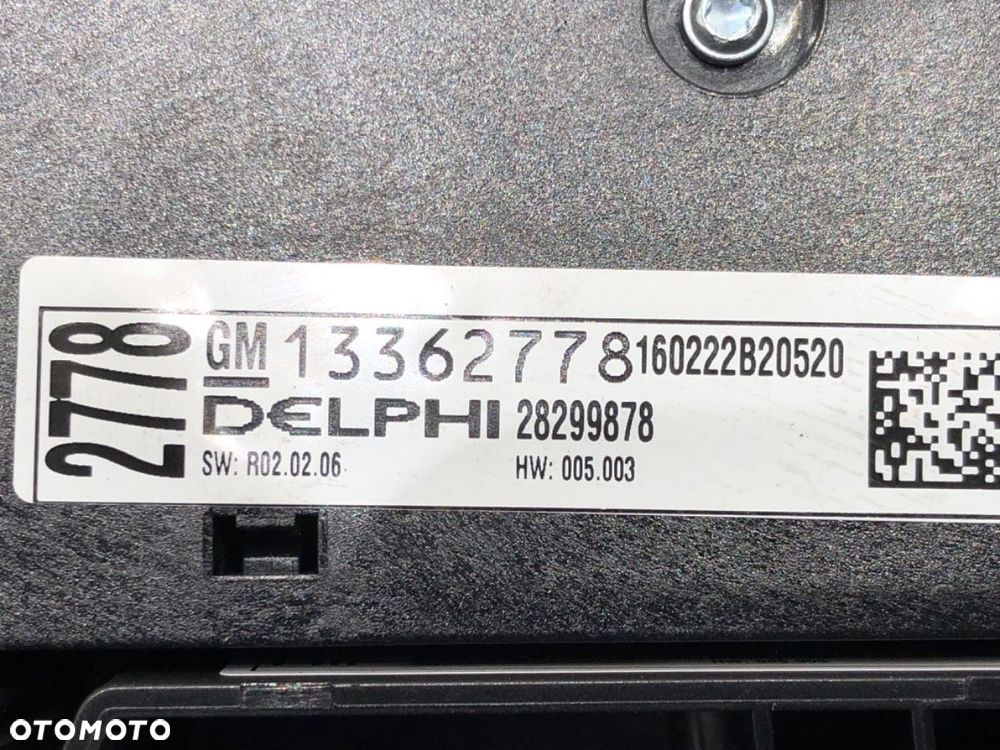 2778
GM 13362778 160222B20520
DELPHI 28299878
SW: R02.02.06 HW: 005.003
OTOMOTO